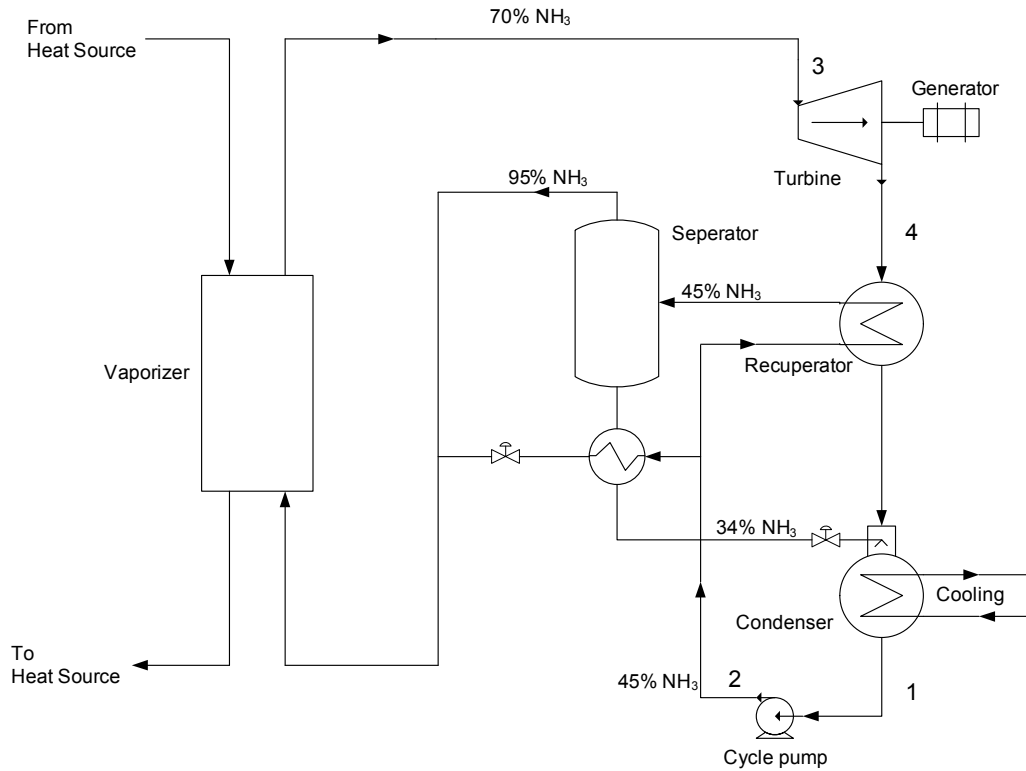 70% NH₃
From
Heat Source
3
Generator
Turbine
95% NH₃
Seperator
4
45% NH₃
Vaporizer
Recuperator
34% NH₃
Cooling
Condenser
To
Heat Source
45% NH₃
2
1
Cycle pump